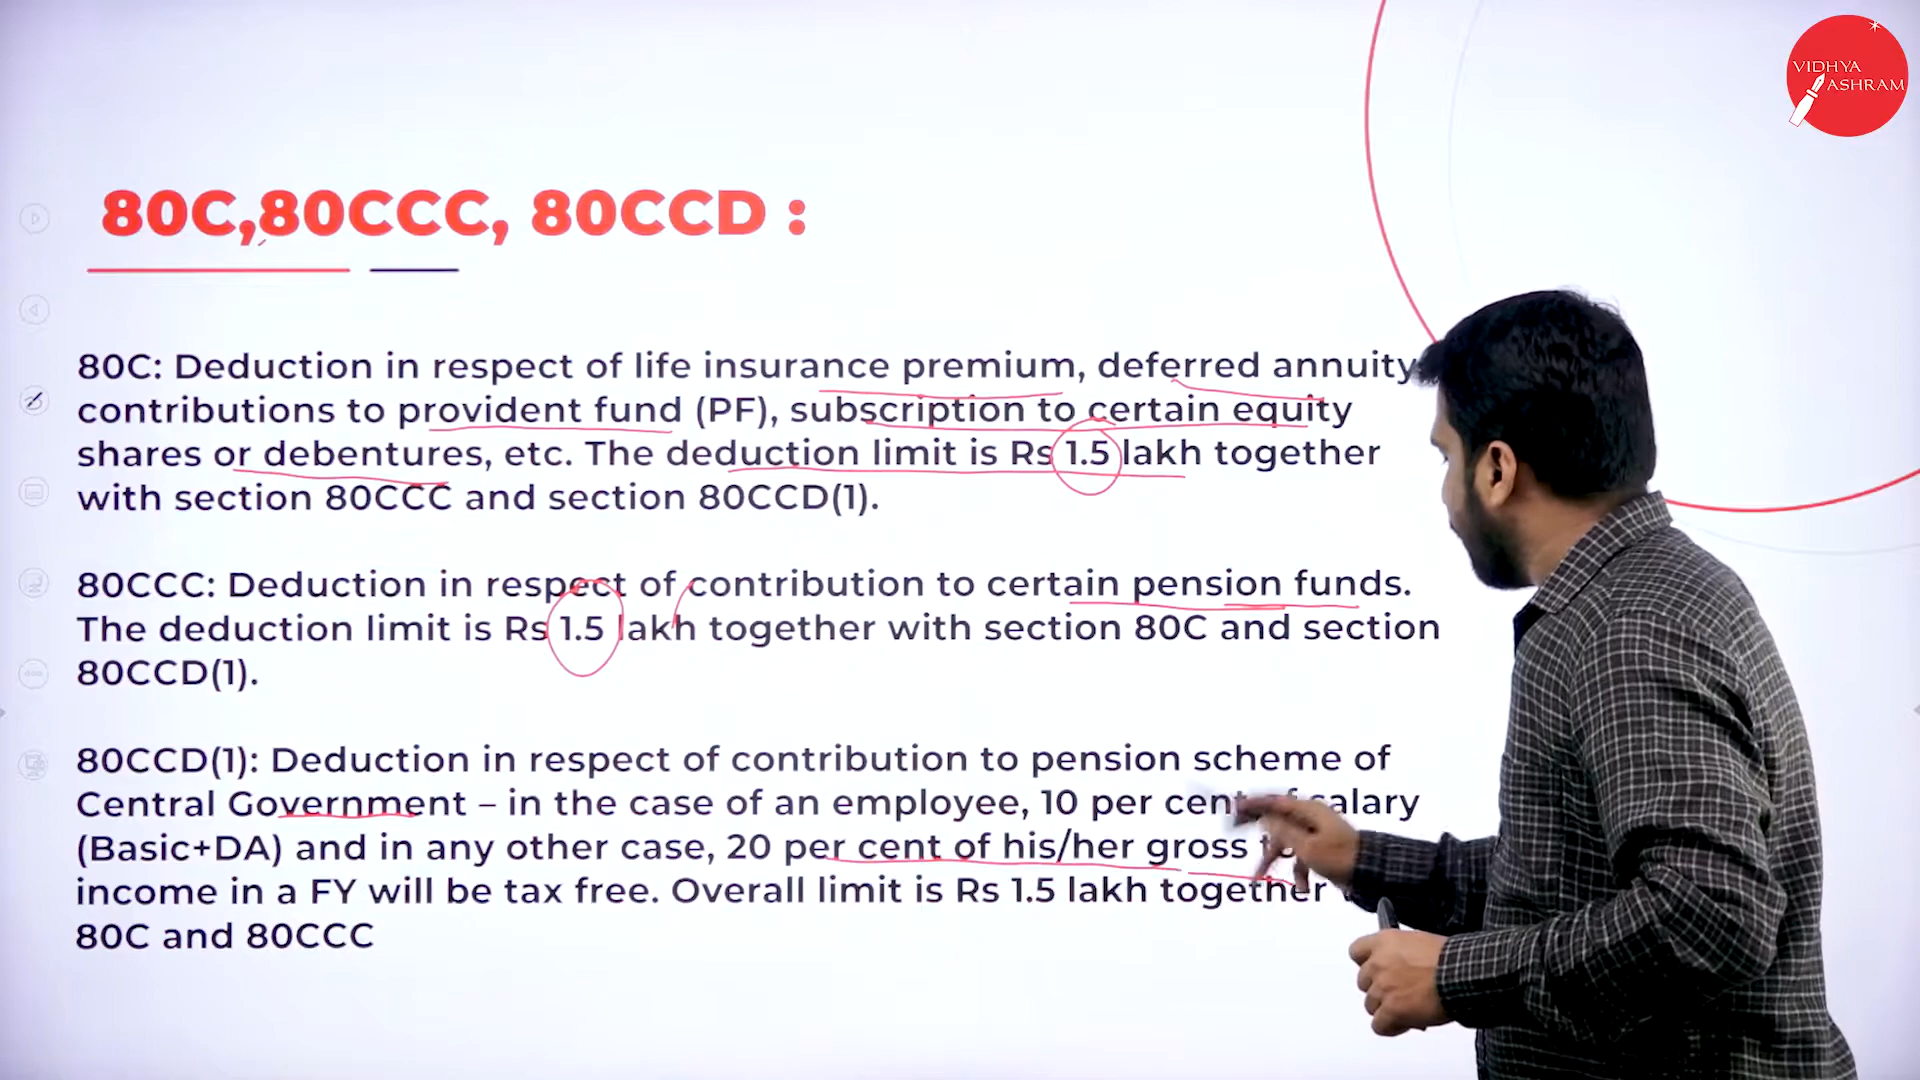 VIDHYA
ASHRAM
80C,80CCC, 80CCD :
80C: Deduction in respect of life insurance premium, deferred annuity
contributions to provident fund (PF), subscription to certain equity
shares or debentures, etc. The deduction limit is Rs 1.5 lakh together
with section 80CCC and section 80CCD(1).
80CCC: Deduction in respect of contribution to certain pension funds.
The deduction limit is Rs 1.5 lakh together with section 80C and section
80CCD(1).
80CCD(1): Deduction in respect of contribution to pension scheme of
Central Government – in the case of an employee, 10 per cent of salary
(Basic+DA) and in any other case, 20 per cent of his/her gross
income in a FY will be tax free. Overall limit is Rs 1.5 lakh together
80C and 80CCC